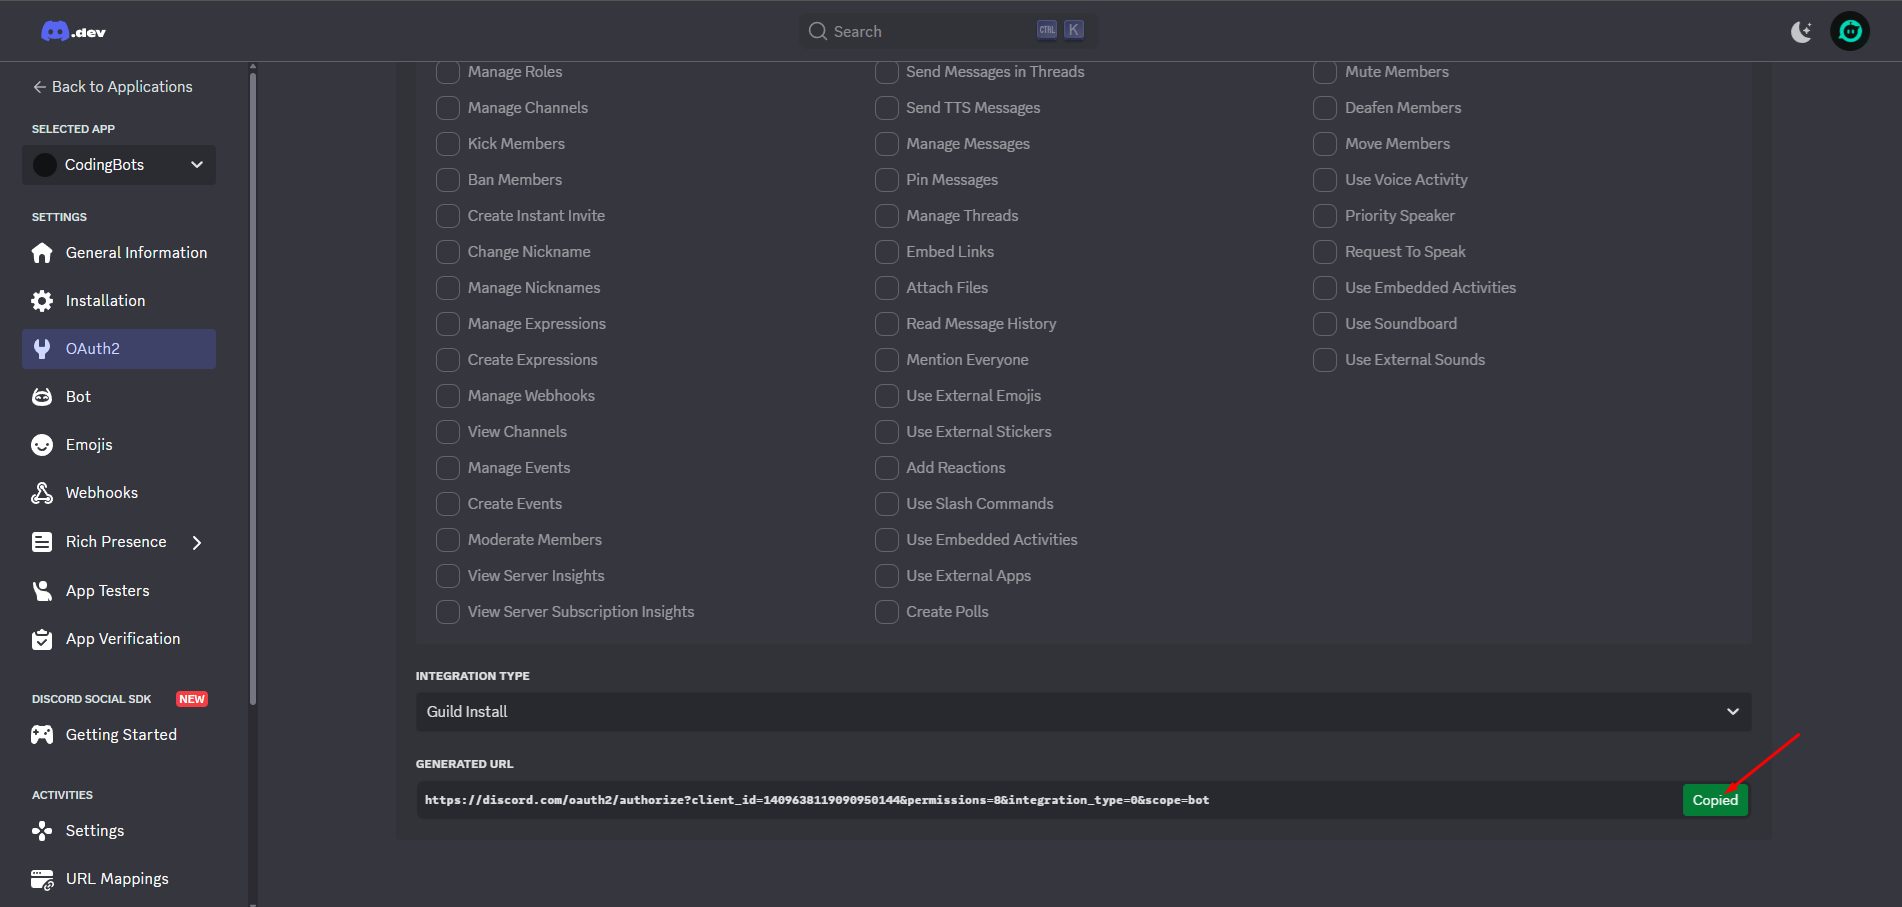 .dev
Search
CTRL K
Back to Applications
SELECTED APP
CodingBots
SETTINGS
General Information
Installation
OAuth2
Bot
Emojis
Webhooks
Rich Presence
App Testers
App Verification
DISCORD SOCIAL SDK NEW
Getting Started
ACTIVITIES
Settings
URL Mappings
Manage Roles
Manage Channels
Kick Members
Ban Members
Create Instant Invite
Change Nickname
Manage Nicknames
Manage Expressions
Create Expressions
Manage Webhooks
View Channels
Manage Events
Create Events
Moderate Members
View Server Insights
View Server Subscription Insights
Send Messages in Threads
Send TTS Messages
Manage Messages
Pin Messages
Manage Threads
Embed Links
Attach Files
Read Message History
Mention Everyone
Use External Emojis
Use External Stickers
Add Reactions
Use Slash Commands
Use Embedded Activities
Use External Apps
Create Polls
Mute Members
Deafen Members
Move Members
Use Voice Activity
Priority Speaker
Request To Speak
Use Embedded Activities
Use Soundboard
Use External Sounds
INTEGRATION TYPE
Guild Install
GENERATED URL
https://discord.com/oauth2/authorize?client_id=1409638119090950144&permissions=8&integration_type=0&scope=bot
Copied